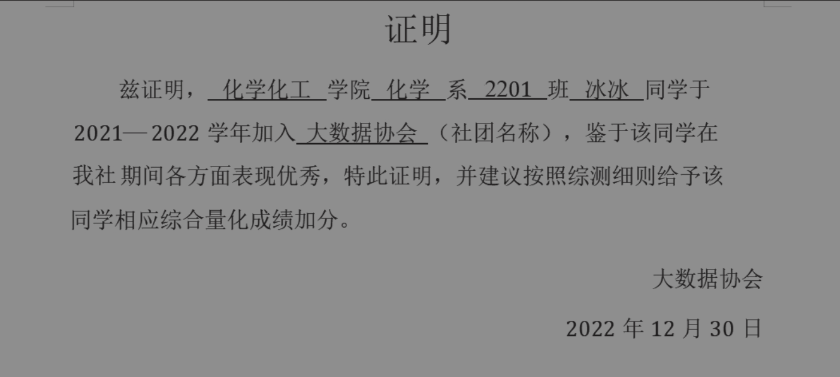 证明
兹证明， 化学化工 学院 化学 系 2201 班 冰冰 同学于
2021—2022 学年加入 大数据协会 （社团名称），鉴于该同学在
我社期间各方面表现优秀，特此证明，并建议按照综测细则给予该
同学相应综合量化成绩加分。
大数据协会
2022 年 12 月 30 日